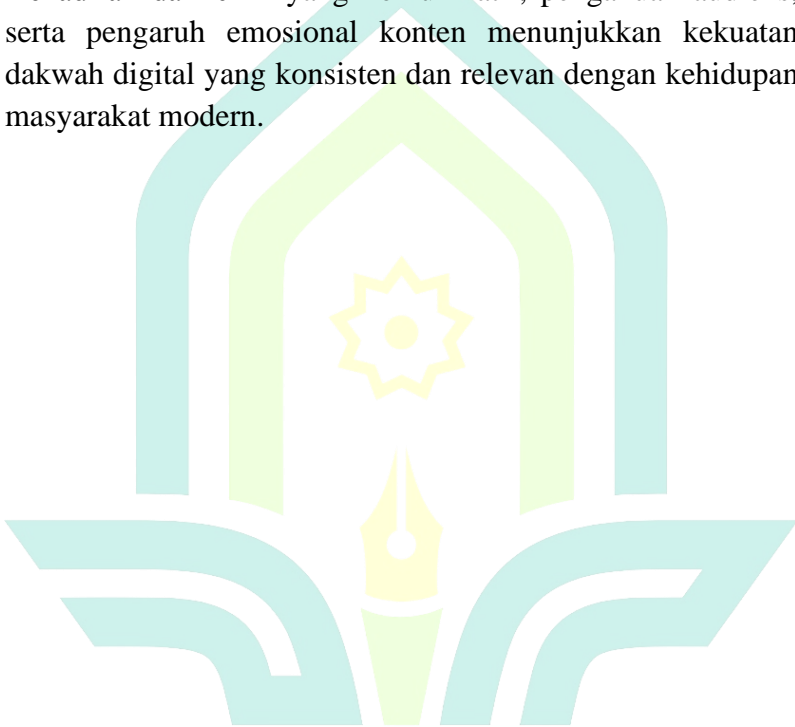 serta pengaruh emosional konten menunjukkan kekuatan
dakwah digital yang konsisten dan relevan dengan kehidupan
masyarakat modern.